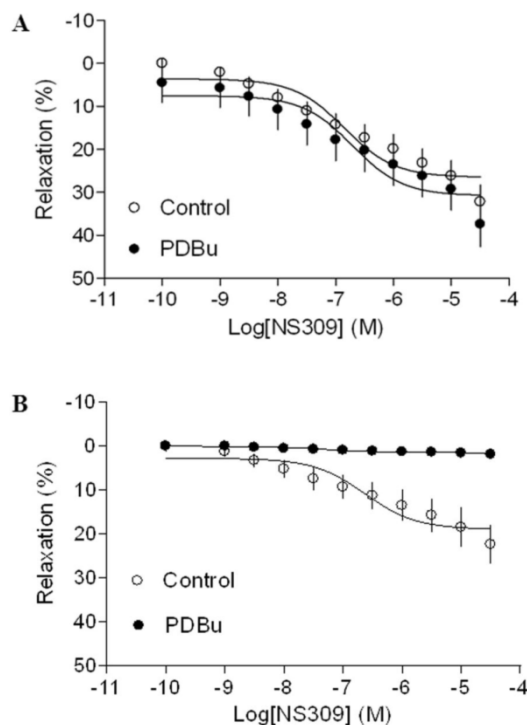 A
-10
0
10
20
30
40
50
Relaxation (%)
Control
PDBu
-11 -10 -9 -8 -7 -6 -5 -4
Log[NS309] (M)
B
-10
0
10
20
30
40
50
Relaxation (%)
Control
PDBu
-11 -10 -9 -8 -7 -6 -5 -4
Log[NS309] (M)